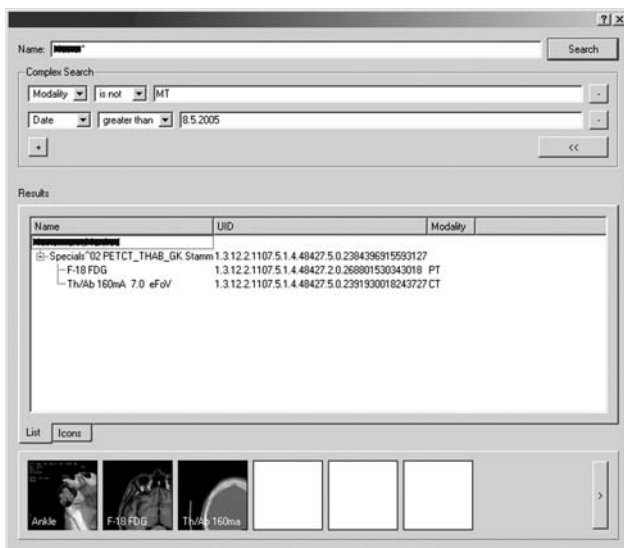 ? ×
Name: * Search
Complex Search
Modality is not MT -
Date greater than 8.5.2005 -
+ <<
Results
Name UID Modality
Specials^02 PETCT_THAB_GK Stamm 1.3.12.2.1107.5.1.4.48427.5.0.2384396915593127
F-18 FDG 1.3.12.2.1107.5.1.4.48427.2.0.268801530343018 PT
Th/Ab 160mA 7.0 eFoV 1.3.12.2.1107.5.1.4.48427.5.0.2391930018243727 CT
List Icons
Ankle F-18 FDG Th/Ab 160ma >